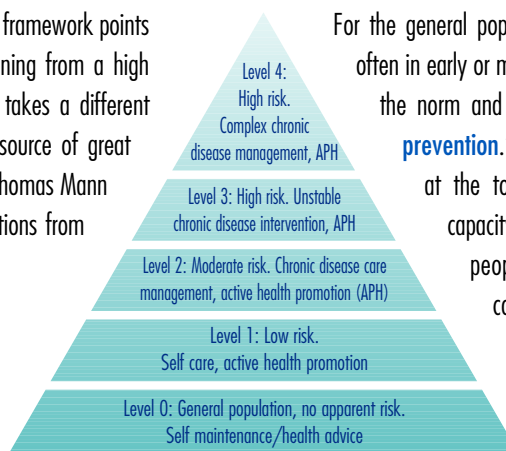 framework points
ning from a high
takes a different
source of great
homas Mann
tions from
Level 4:
High risk.
Complex chronic
disease management, APH
Level 3: High risk. Unstable
chronic disease intervention, APH
Level 2: Moderate risk. Chronic disease care
management, active health promotion (APH)
Level 1: Low risk.
Self care, active health promotion
Level 0: General population, no apparent risk.
Self maintenance/health advice
For the general pop
often in early or m
the norm and
prevention.
at the to
capacit
peop
co